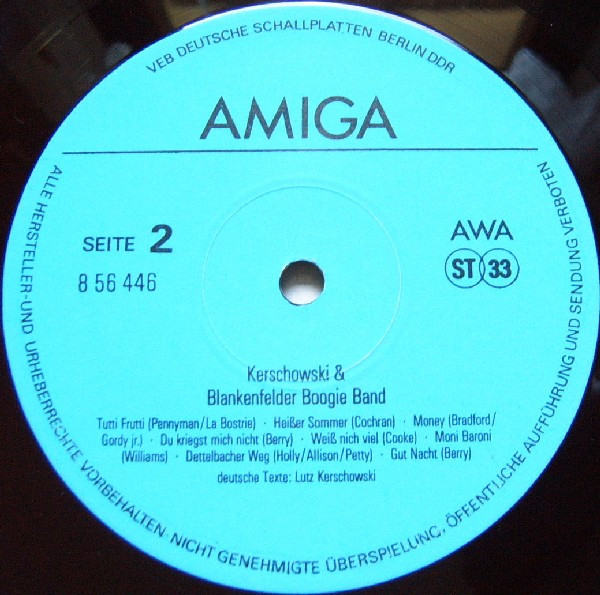 VEB DEUTSCHE SCHALLPLATTEN BERLIN DDR
AMIGA
SEITE 2
8 56 446
AWA
ST 33
Kerschowski &
Blankenfelder Boogie Band
Tutti Frutti (Pennyman/La Bostrie) · Heißer Sommer (Cochran) · Money (Bradford/
Gordy jr.) · Du kriegst mich nicht (Berry) · Weiß nich viel (Cooke) · Moni Baroni
(Williams) · Dettelbacher Weg (Holly/Allison/Petty) · Gut Nacht (Berry)
deutsche Texte: Lutz Kerschowski
ALLE HERSTELLER-UND URHEBERRECHTE VORBEHALTEN · NICHT GENEHMIGTE ÜBERSPIELUNG, ÖFFENTLICHE AUFFÜHRUNG UND SENDUNG VERBOTEN